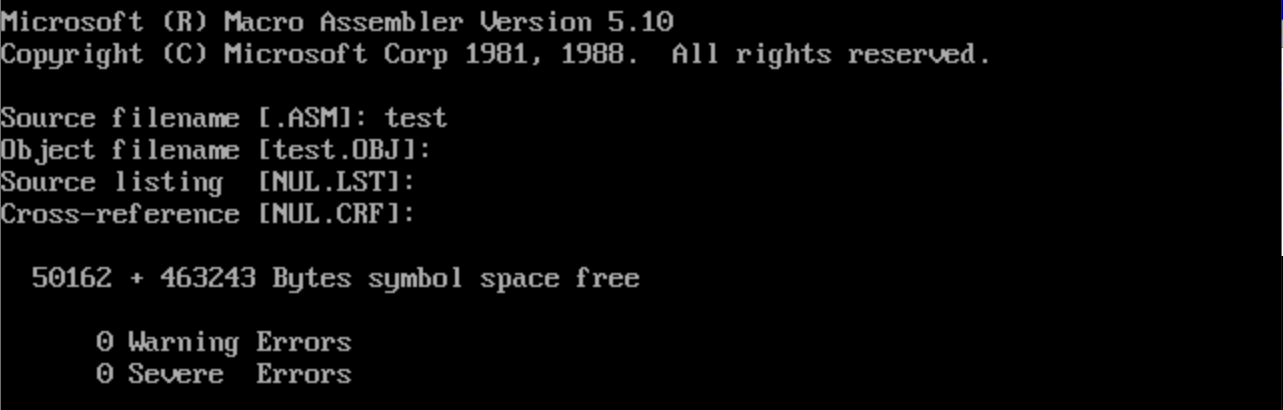 Microsoft (R) Macro Assembler Version 5.10
Copyright (C) Microsoft Corp 1981, 1988.  All rights reserved.
Source filename [.ASM]: test
Object filename [test.OBJ]:
Source listing  [NUL.LST]:
Cross-reference [NUL.CRF]:
50162 + 463243 Bytes symbol space free
0 Warning Errors
0 Severe  Errors